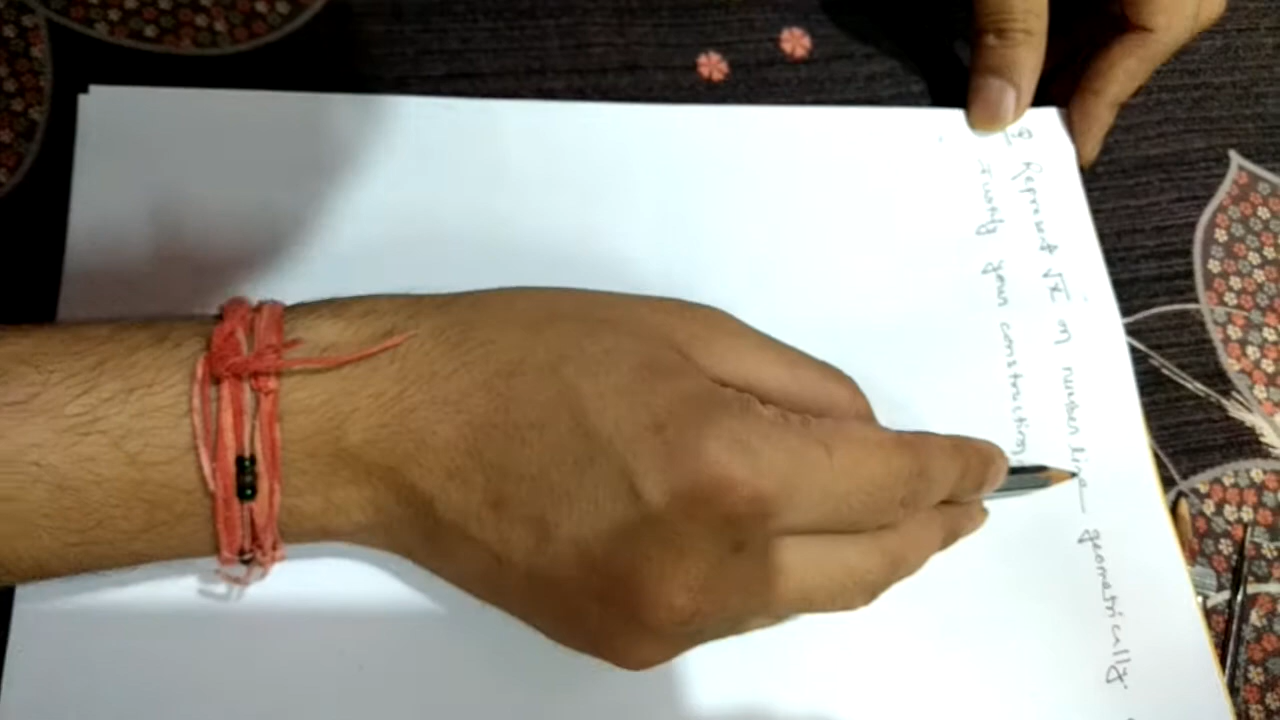 Q Represent √x on number line geometrically
Justify your construction.